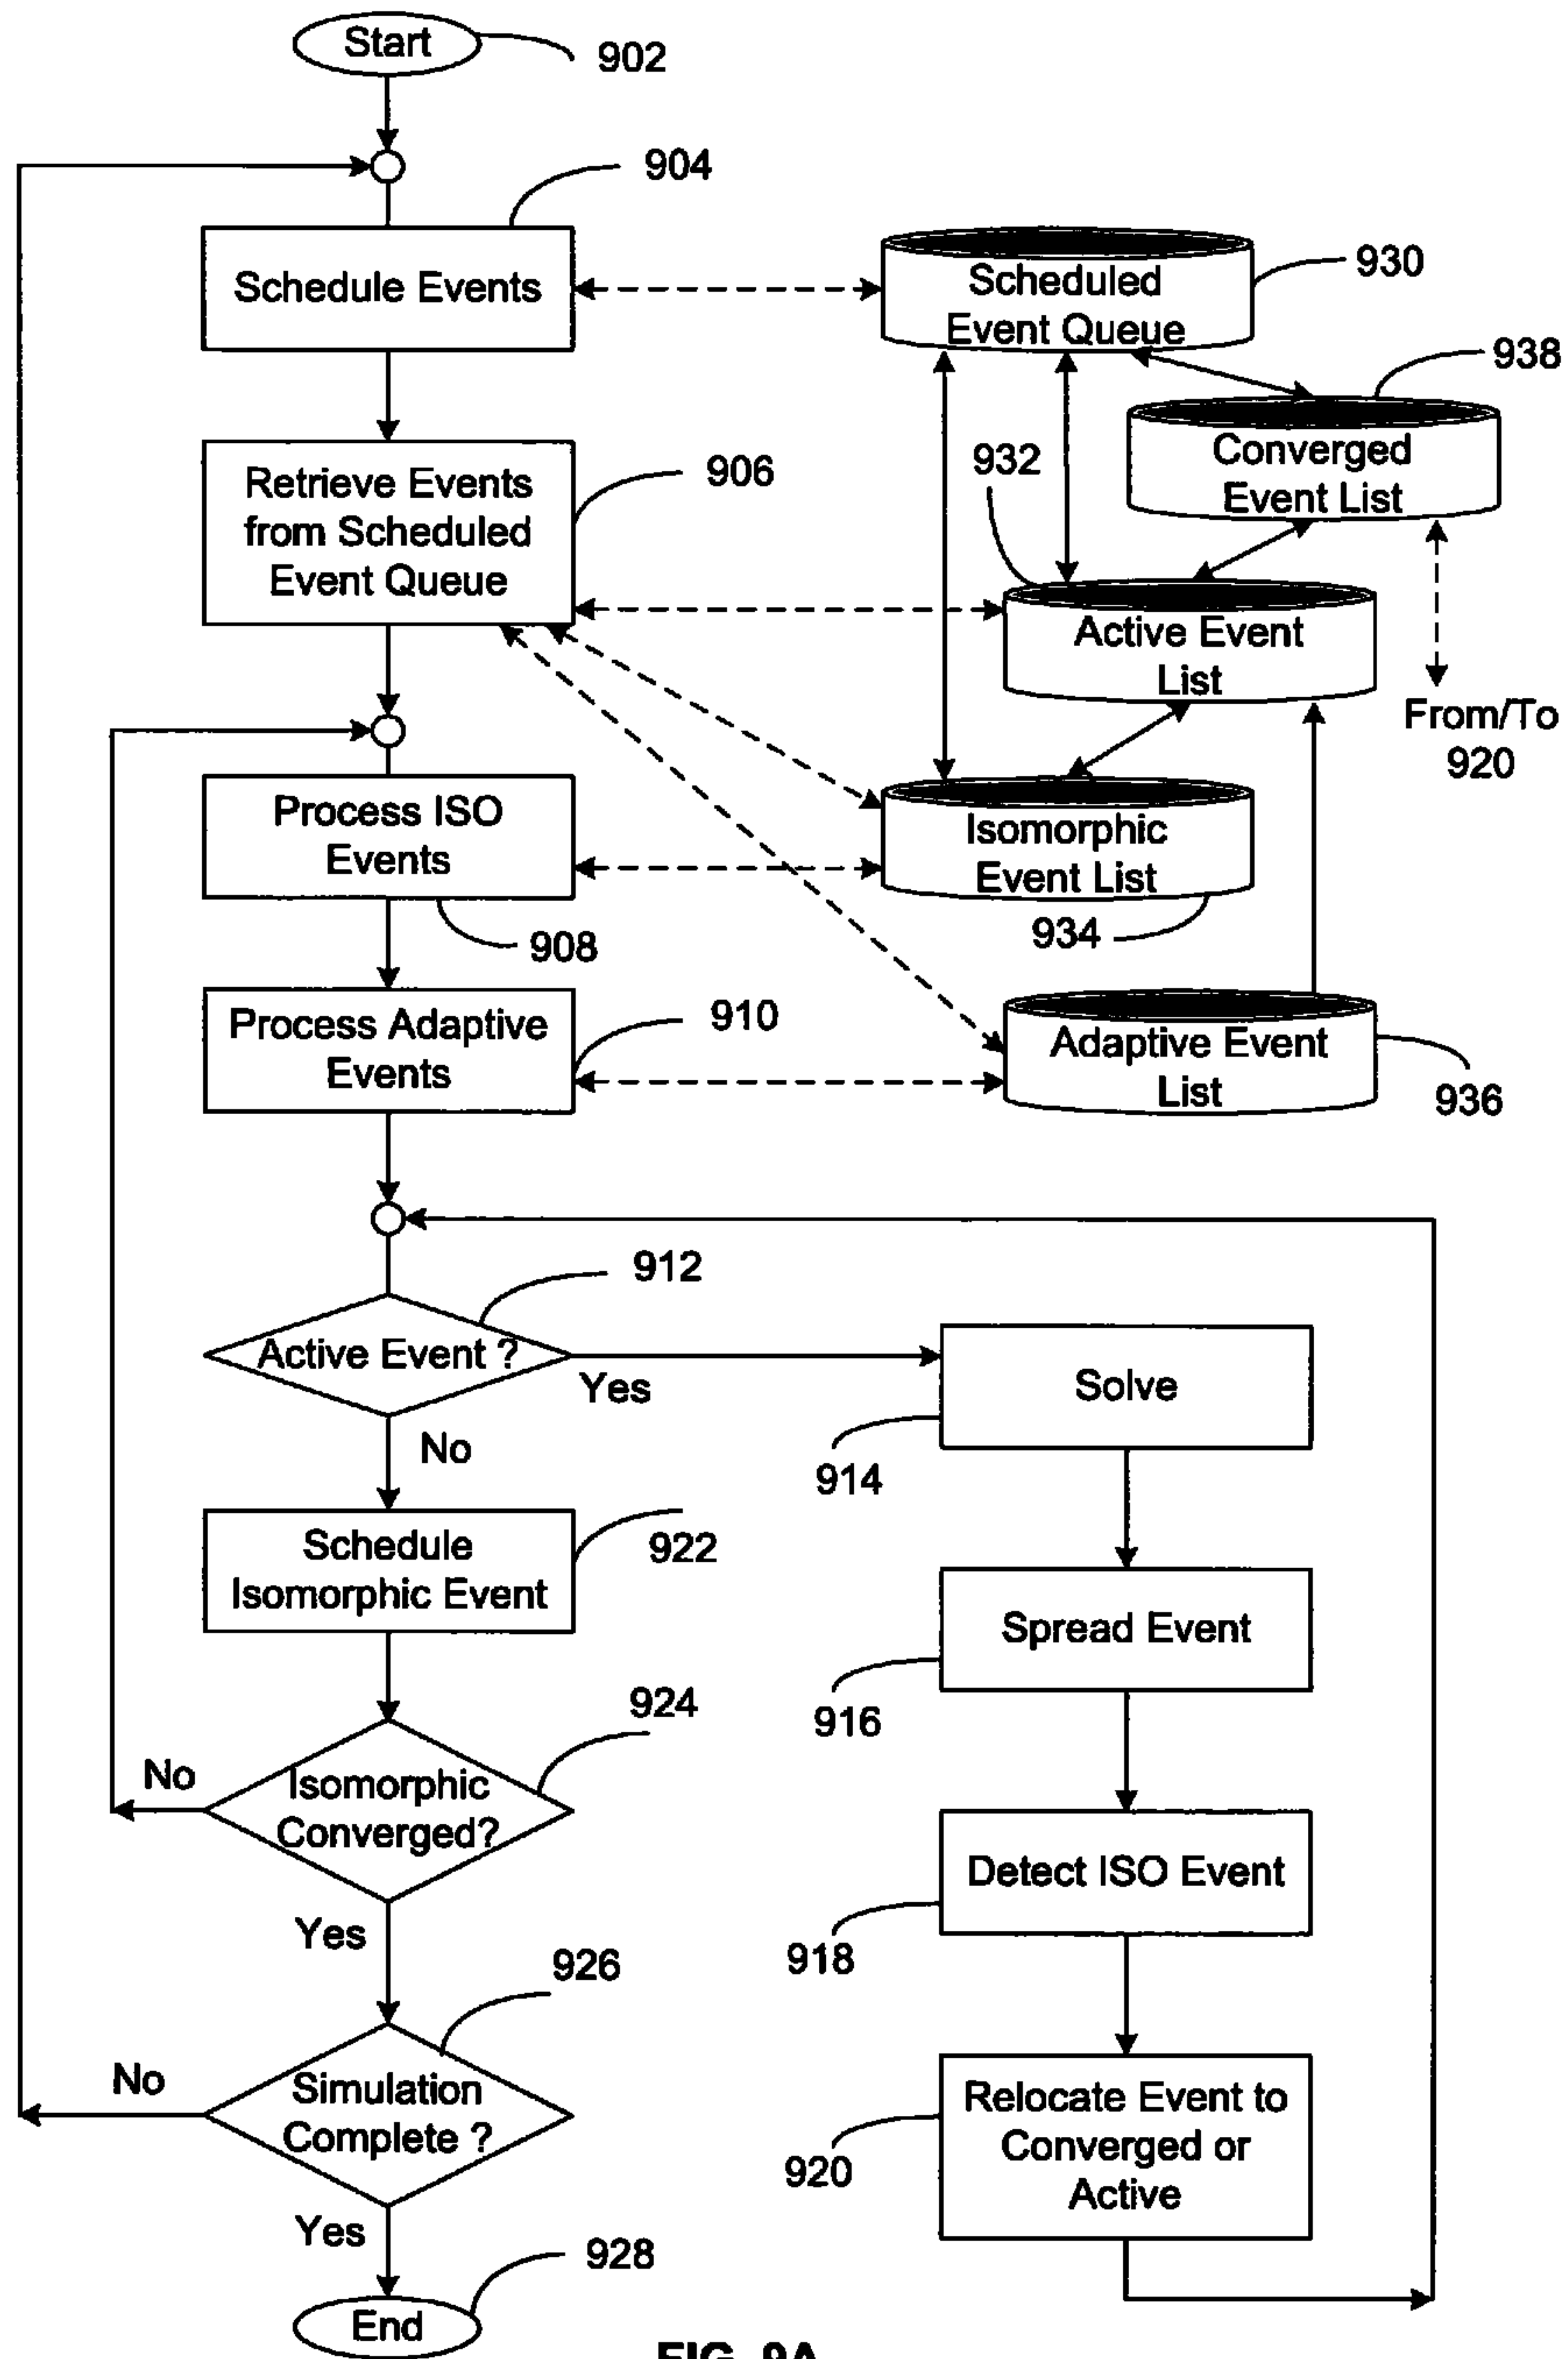 Start
902
904
Schedule Events
Scheduled
Event Queue
930
938
Converged
Event List
Retrieve Events
from Scheduled
Event Queue
906
932
Active Event
List
From/To
920
Process ISO
Events
908
Isomorphic
Event List
934
Process Adaptive
Events
910
Adaptive Event
List
936
912
Active Event ?
Yes
No
Solve
914
Schedule
Isomorphic Event
922
Spread Event
916
924
No
Isomorphic
Converged?
Yes
Detect ISO Event
918
926
No
Simulation
Complete ?
Yes
Relocate Event to
Converged or
Active
920
928
End
FIG. 9A